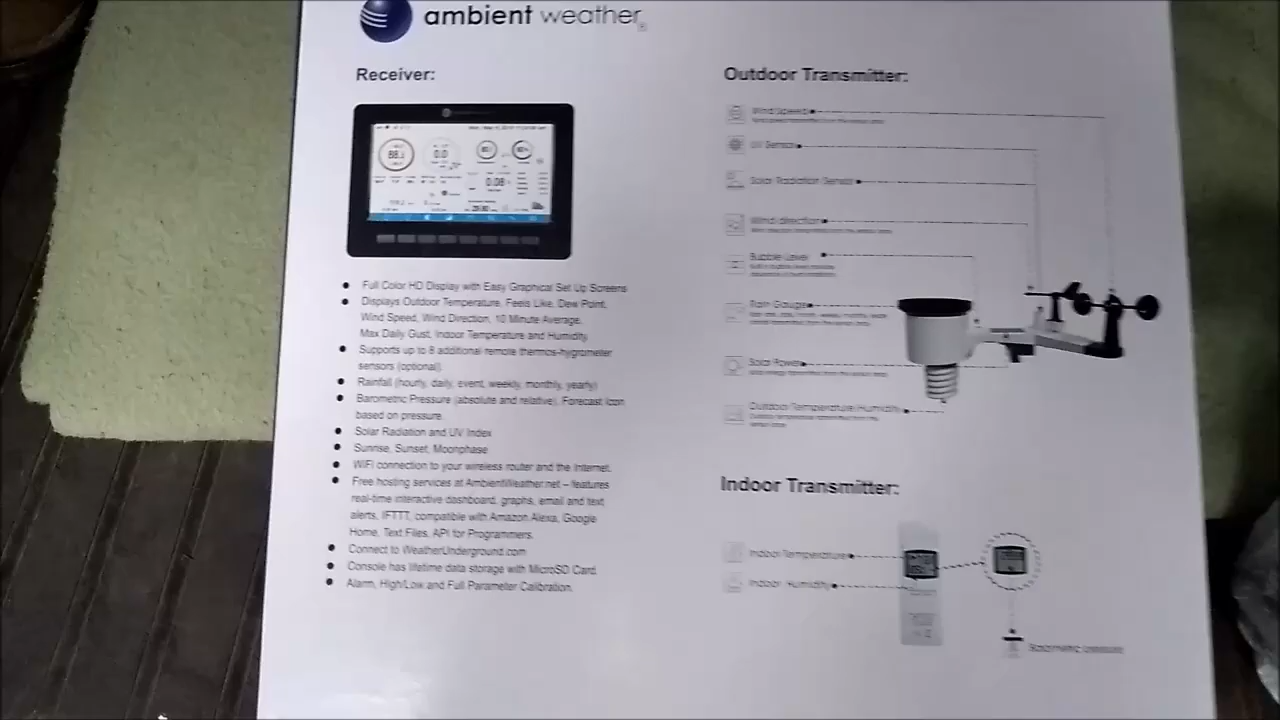 ambient weather
Receiver:
Full Color HD Display with Easy Graphical Set Up Screens
Displays Outdoor Temperature, Feels Like, Dew Point,
Wind Speed, Wind Direction, 10 Minute Average,
Max Daily Gust, Indoor Temperature and Humidity
Supports up to 8 additional remote thermos-hygrometer
sensors (optional).
Rainfall (hourly, daily, event, weekly, monthly, yearly)
Barometric Pressure (absolute and relative). Forecast Icon
based on pressure.
Solar Radiation and UV Index
Sunrise, Sunset, Moonphase
WiFi connection to your wireless router and the Internet.
Free hosting services at AmbientWeather.net – features
real-time interactive dashboard, graphs, email and text
alerts, IFTTT, compatible with Amazon Alexa, Google
Home, Text Files, API for Programmers.
Connect to WeatherUnderground.com
Console has lifetime data storage with MicroSD Card.
Alarm, High/Low and Full Parameter Calibration.
Outdoor Transmitter:
Wind Speed
UV Sensor
Solar Radiation Sensor
Wind direction
Bubble Level
Rain Gauge
Solar Power
Outdoor Temperature/Humidity
Indoor Transmitter:
Indoor Temperature
Indoor Humidity
Barometric pressure